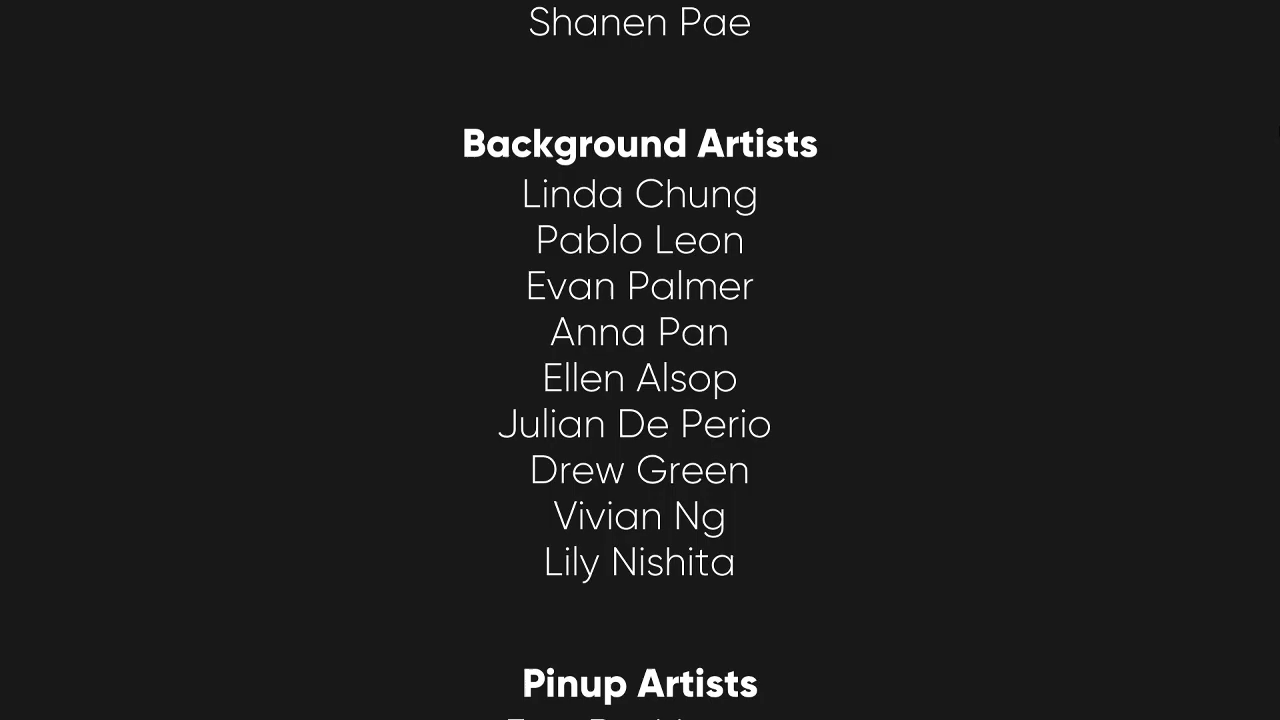 Shanen Pae
Background Artists
Linda Chung
Pablo Leon
Evan Palmer
Anna Pan
Ellen Alsop
Julian De Perio
Drew Green
Vivian Ng
Lily Nishita
Pinup Artists